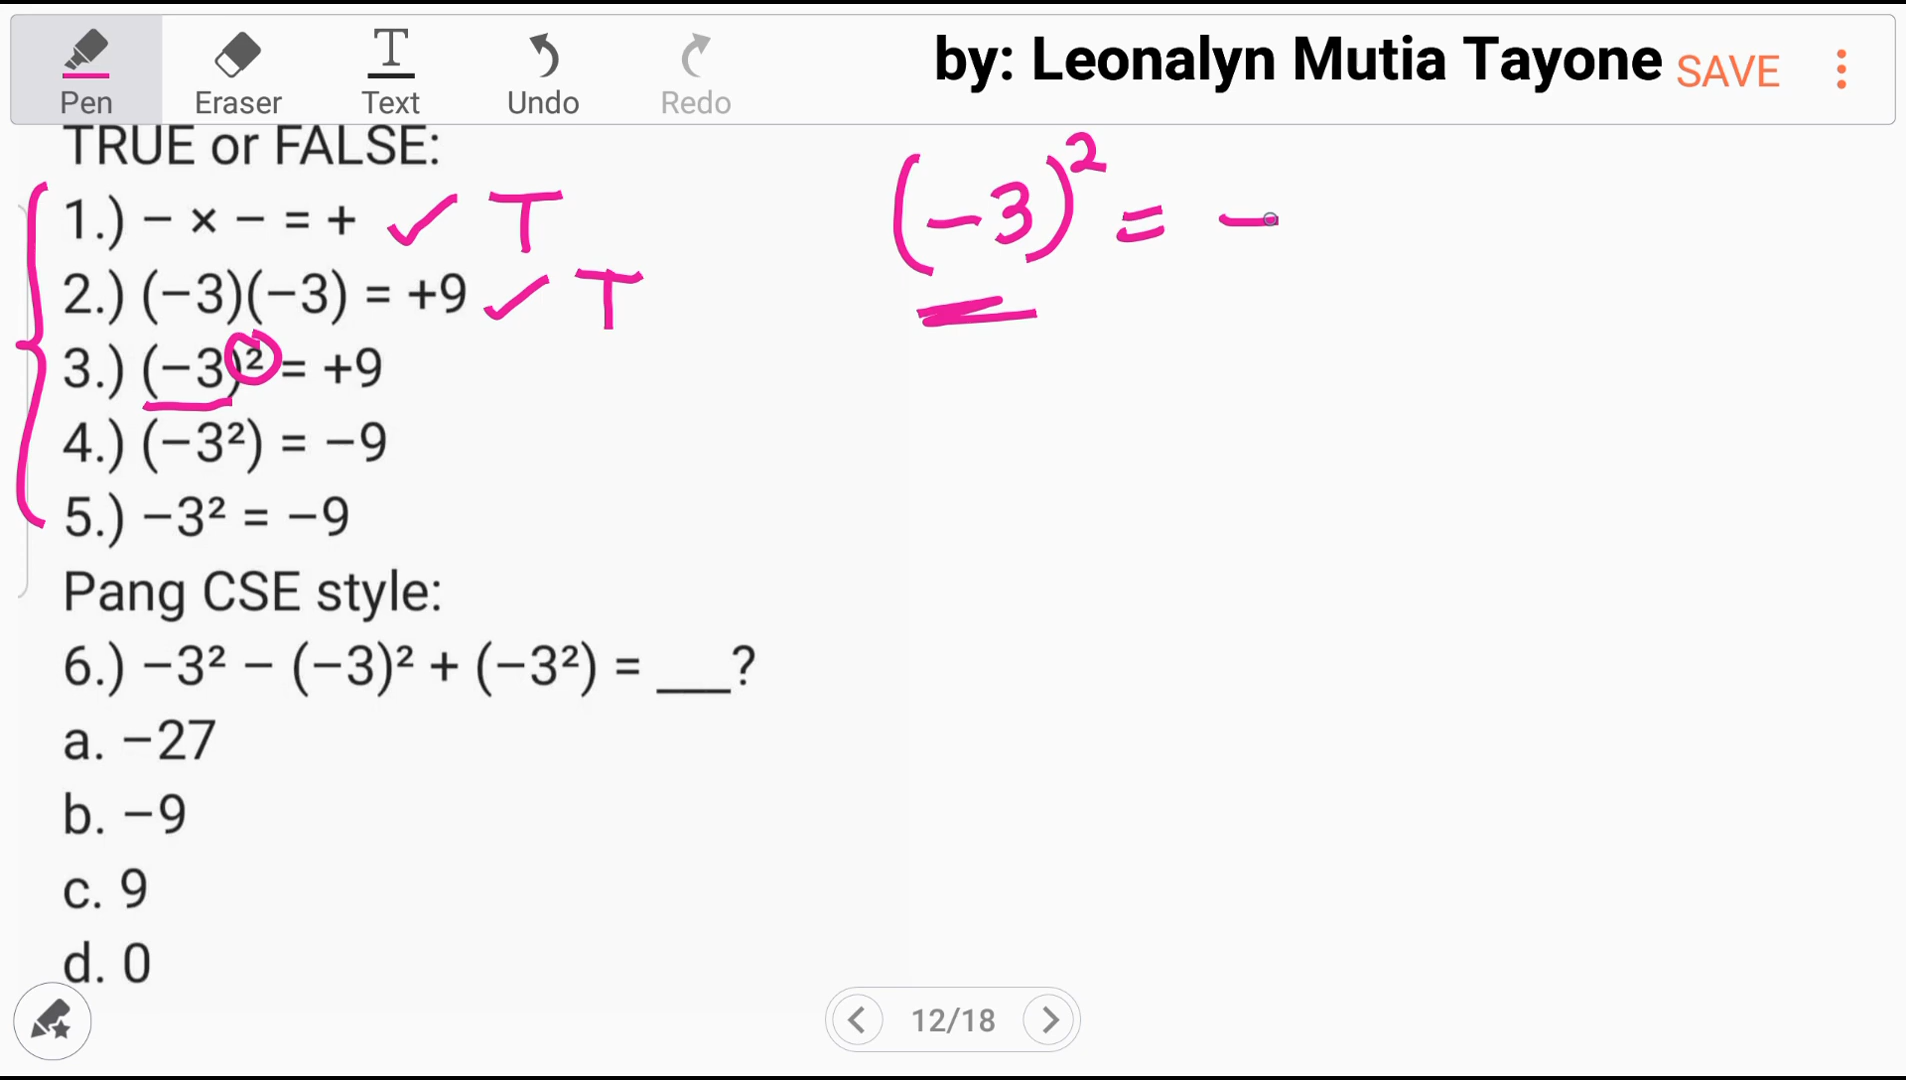 by: Leonalyn Mutia Tayone
SAVE
Pen Eraser Text Undo Redo
TRUE or FALSE:
1.) − × − = + ✓ T
2.) (−3)(−3) = +9 ✓ T
3.) (−3)² = +9
4.) (−3²) = −9
5.) −3² = −9
Pang CSE style:
6.) −3² − (−3)² + (−3²) = ___?
a. −27
b. −9
c. 9
d. 0
(−3)² = −
12/18